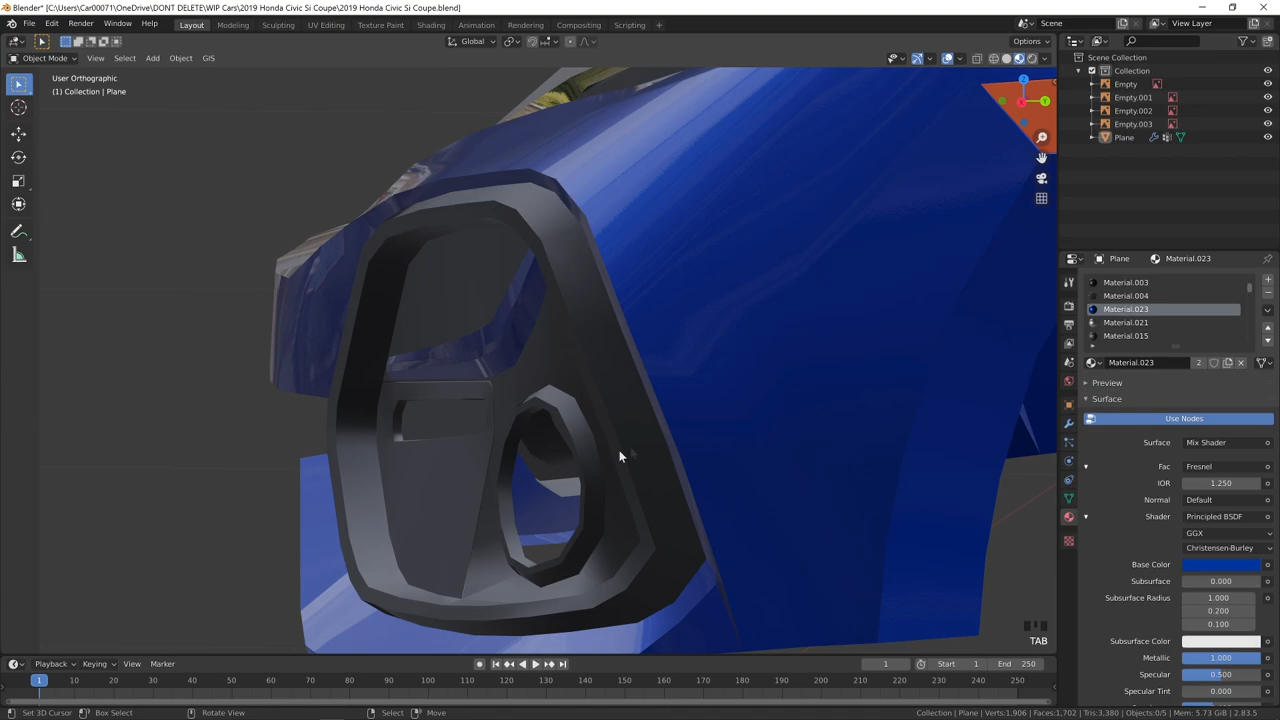 Blender* [C:\Users\Car00071\OneDrive\DONT DELETE\WIP Cars\2019 Honda Civic Si Coupe\2019 Honda Civic Si Coupe.blend]
File Edit Render Window Help Layout Modeling Sculpting UV Editing Texture Paint Shading Animation Rendering Compositing Scripting Scene View Layer
Global Options
Object Mode View Select Add Object GIS
User Orthographic
(1) Collection | Plane
Scene Collection
Collection
Empty
Empty.001
Empty.002
Empty.003
Plane
Plane Material.023
Material.003
Material.004
Material.023
Material.021
Material.015
Material.023 2
Preview
Surface
Use Nodes
Surface Mix Shader
Fac Fresnel
IOR 1.250
Normal Default
Shader Principled BSDF
GGX
Christensen-Burley
Base Color
Subsurface 0.000
Subsurface Radius 1.000
0.200
0.100
Subsurface Color
Metallic 1.000
Specular 0.500
Specular Tint 0.000
TAB
Playback Keying View Marker 1 Start 1 End 250
1 10 20 30 40 50 60 70 80 90 100 110 120 130 140 150 160 170 180 190 200 210 220 230 240 250
Set 3D Cursor Box Select Rotate View Select Move Collection | Plane | Verts:1,906 | Faces:1,702 | Tris:3,380 | Objects:0/5 | Mem: 5.73 GiB | 2.83.5